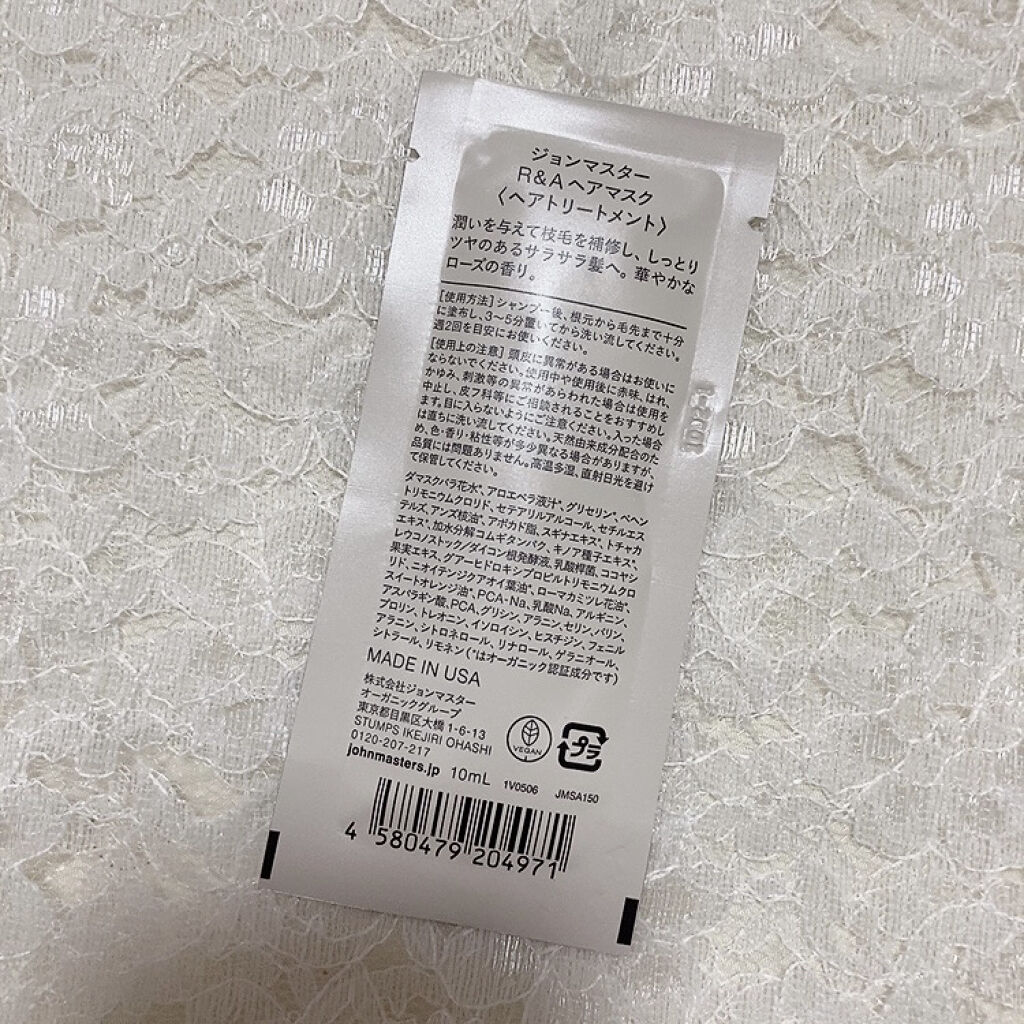 ジョンマスター
R&A ヘアマスク
〈ヘアトリートメント〉
潤いを与えて枝毛を補修し、しっとり
ツヤのあるサラサラ髪へ。華やかな
ローズの香り。
[使用方法] シャンプー後、根元から毛先まで十分
に塗布し、3〜5分置いてから洗い流してください。
週2回を目安にお使いください。
[使用上の注意] 頭皮に異常がある場合はお使いに
ならないでください。使用中や使用後に赤味、はれ、
かゆみ、刺激等の異常があらわれた場合は使用を
中止し、皮フ科等にご相談されることをおすすめし
ます。目に入らないようにご注意ください。入った場合
は直ちに洗い流してください。天然由来成分配合のた
め、色・香り・粘性等が多少異なる場合がありますが、
品質には問題ありません。高温多湿、直射日光を避け
て保管してください。
ダマスクバラ花水*、アロエベラ液汁*、グリセリン*、ベヘン
トリモニウムクロリド、セテアリルアルコール、セチルエス
テルズ、アンズ核油*、アボカド脂、スギナエキス*、トチャカ
エキス*、加水分解コムギタンパク、キノア種子エキス*、
レウコノストック/ダイコン根発酵液、乳酸桿菌、ココヤシ
果実エキス、グアーヒドロキシプロピルトリモニウムクロ
リド、ニオイテンジクアオイ葉油*、ローマカミツレ花油*、
スイートオレンジ油*、PCA-Na、乳酸Na、アルギニン、
アスパラギン酸、PCA、グリシン、アラニン、セリン、バリン、
プロリン、トレオニン、イソロイシン、ヒスチジン、フェニル
アラニン、シトロネロール、リナロール、ゲラニオール、
シトラール、リモネン (*はオーガニック認証成分です)
MADE IN USA
株式会社ジョンマスター
オーガニックグループ
東京都目黒区大橋 1-6-13
STUMPS IKEJIRI OHASHI
0120-207-217
johnmasters.jp 10mL
VEGAN
プラ
1V0506 JMSA150
4 580479 204971